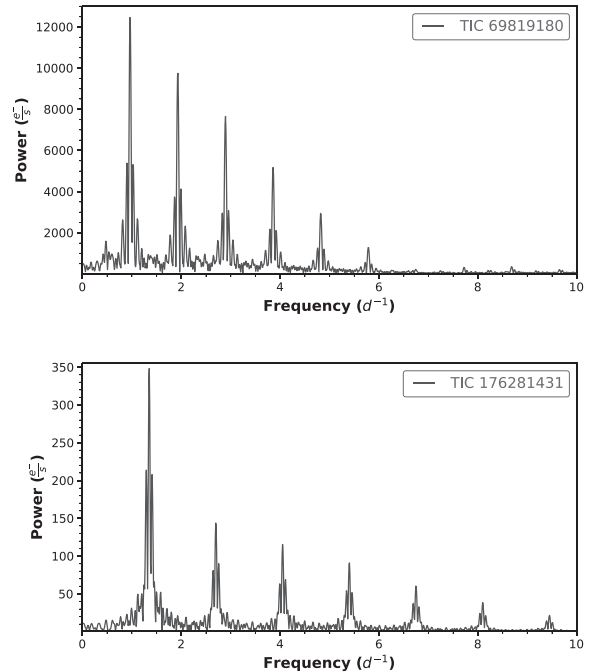 TIC 69819180
Power (e⁻/s)
12000
10000
8000
6000
4000
2000
0 2 4 6 8 10
Frequency (d⁻¹)
TIC 176281431
Power (e⁻/s)
350
300
250
200
150
100
50
0 2 4 6 8 10
Frequency (d⁻¹)